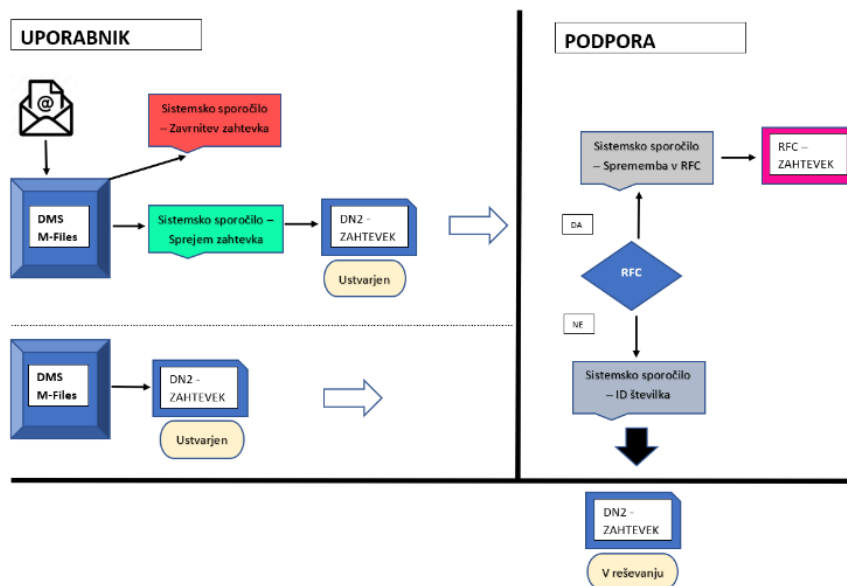 UPORABNIK
PODPORA
@
Sistemsko sporočilo
– Zavrnitev zahtevka
DMS
M-Files
Sistemsko sporočilo –
Sprejem zahtevka
DN2 -
ZAHTEVEK
Ustvarjen
DMS
M-Files
DN2 -
ZAHTEVEK
Ustvarjen
Sistemsko sporočilo
– Sprememba v RFC
RFC –
ZAHTEVEK
DA
RFC
NE
Sistemsko sporočilo
– ID številka
DN2 -
ZAHTEVEK
V reševanju